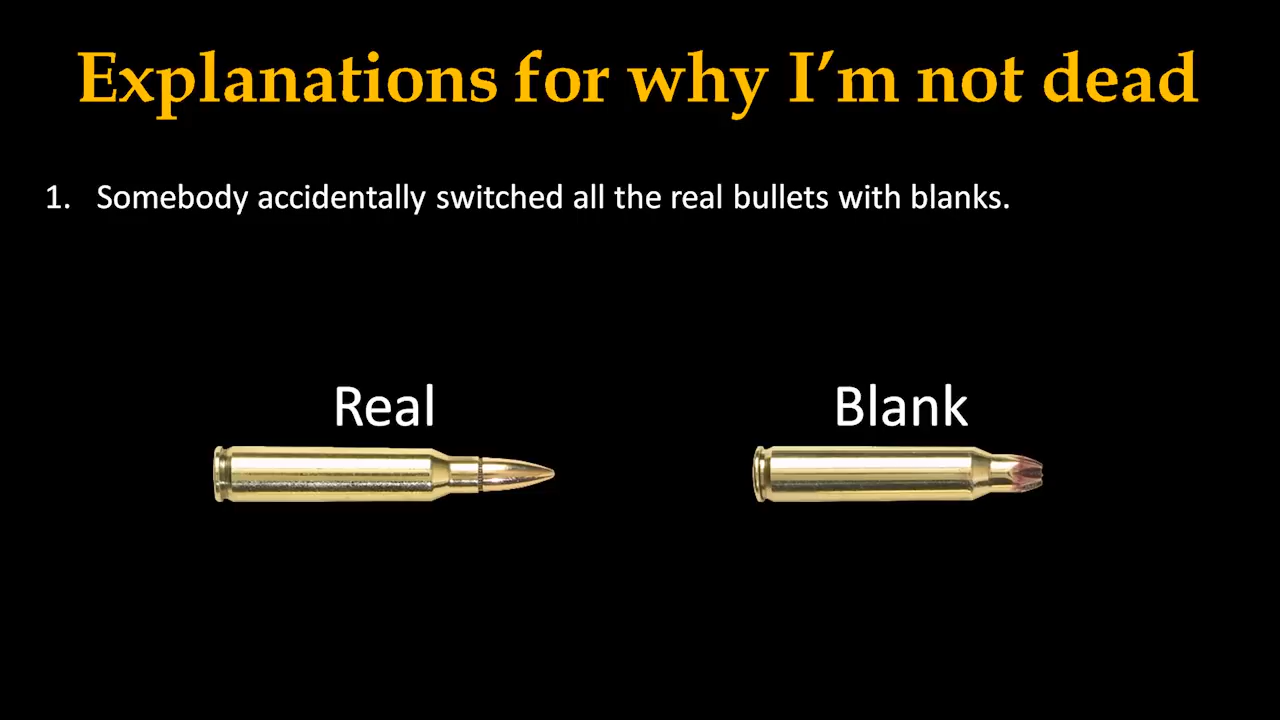 Explanations for why I’m not dead
1. Somebody accidentally switched all the real bullets with blanks.
Real
Blank